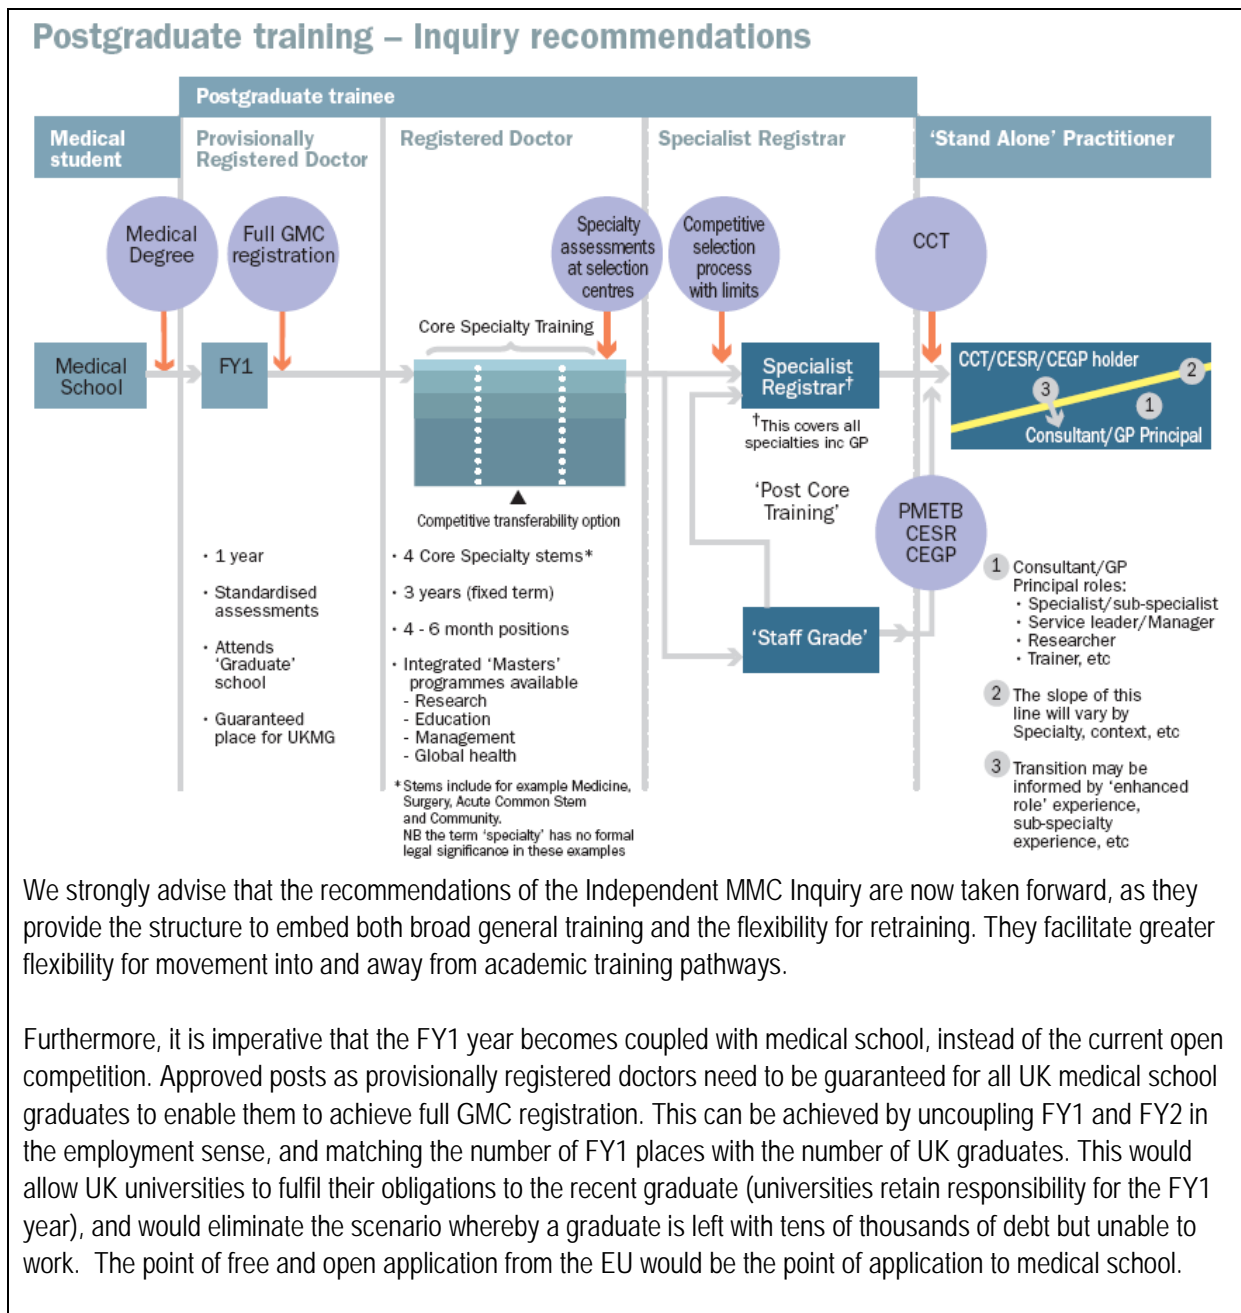 Postgraduate training – Inquiry recommendations
Postgraduate trainee
Medical
student
Provisionally
Registered Doctor
Registered Doctor
Specialist Registrar
‘Stand Alone’ Practitioner
Medical
Degree
Full GMC
registration
Specialty
assessments
at selection
centres
Competitive
selection
process
with limits
CCT
Medical
School
FY1
Core Specialty Training
Competitive transferability option
Specialist
Registrar†
†This covers all
specialties inc GP
‘Post Core
Training’
‘Staff Grade’
CCT/CESR/CEGP holder
2
3
1
Consultant/GP Principal
PMETB
CESR
CEGP
· 1 year
· Standardised
assessments
· Attends
‘Graduate’
school
· Guaranteed
place for UKMG
· 4 Core Specialty stems*
· 3 years (fixed term)
· 4 - 6 month positions
· Integrated ‘Masters’
programmes available
- Research
- Education
- Management
- Global health
* Stems include for example Medicine,
Surgery, Acute Common Stem
and Community.
NB the term ‘specialty’ has no formal
legal significance in these examples
1 Consultant/GP
Principal roles:
· Specialist/sub-specialist
· Service leader/Manager
· Researcher
· Trainer, etc
2 The slope of this
line will vary by
Specialty, context, etc
3 Transition may be
informed by ‘enhanced
role’ experience,
sub-specialty
experience, etc
We strongly advise that the recommendations of the Independent MMC Inquiry are now taken forward, as they
provide the structure to embed both broad general training and the flexibility for retraining. They facilitate greater
flexibility for movement into and away from academic training pathways.
Furthermore, it is imperative that the FY1 year becomes coupled with medical school, instead of the current open
competition. Approved posts as provisionally registered doctors need to be guaranteed for all UK medical school
graduates to enable them to achieve full GMC registration. This can be achieved by uncoupling FY1 and FY2 in
the employment sense, and matching the number of FY1 places with the number of UK graduates. This would
allow UK universities to fulfil their obligations to the recent graduate (universities retain responsibility for the FY1
year), and would eliminate the scenario whereby a graduate is left with tens of thousands of debt but unable to
work. The point of free and open application from the EU would be the point of application to medical school.